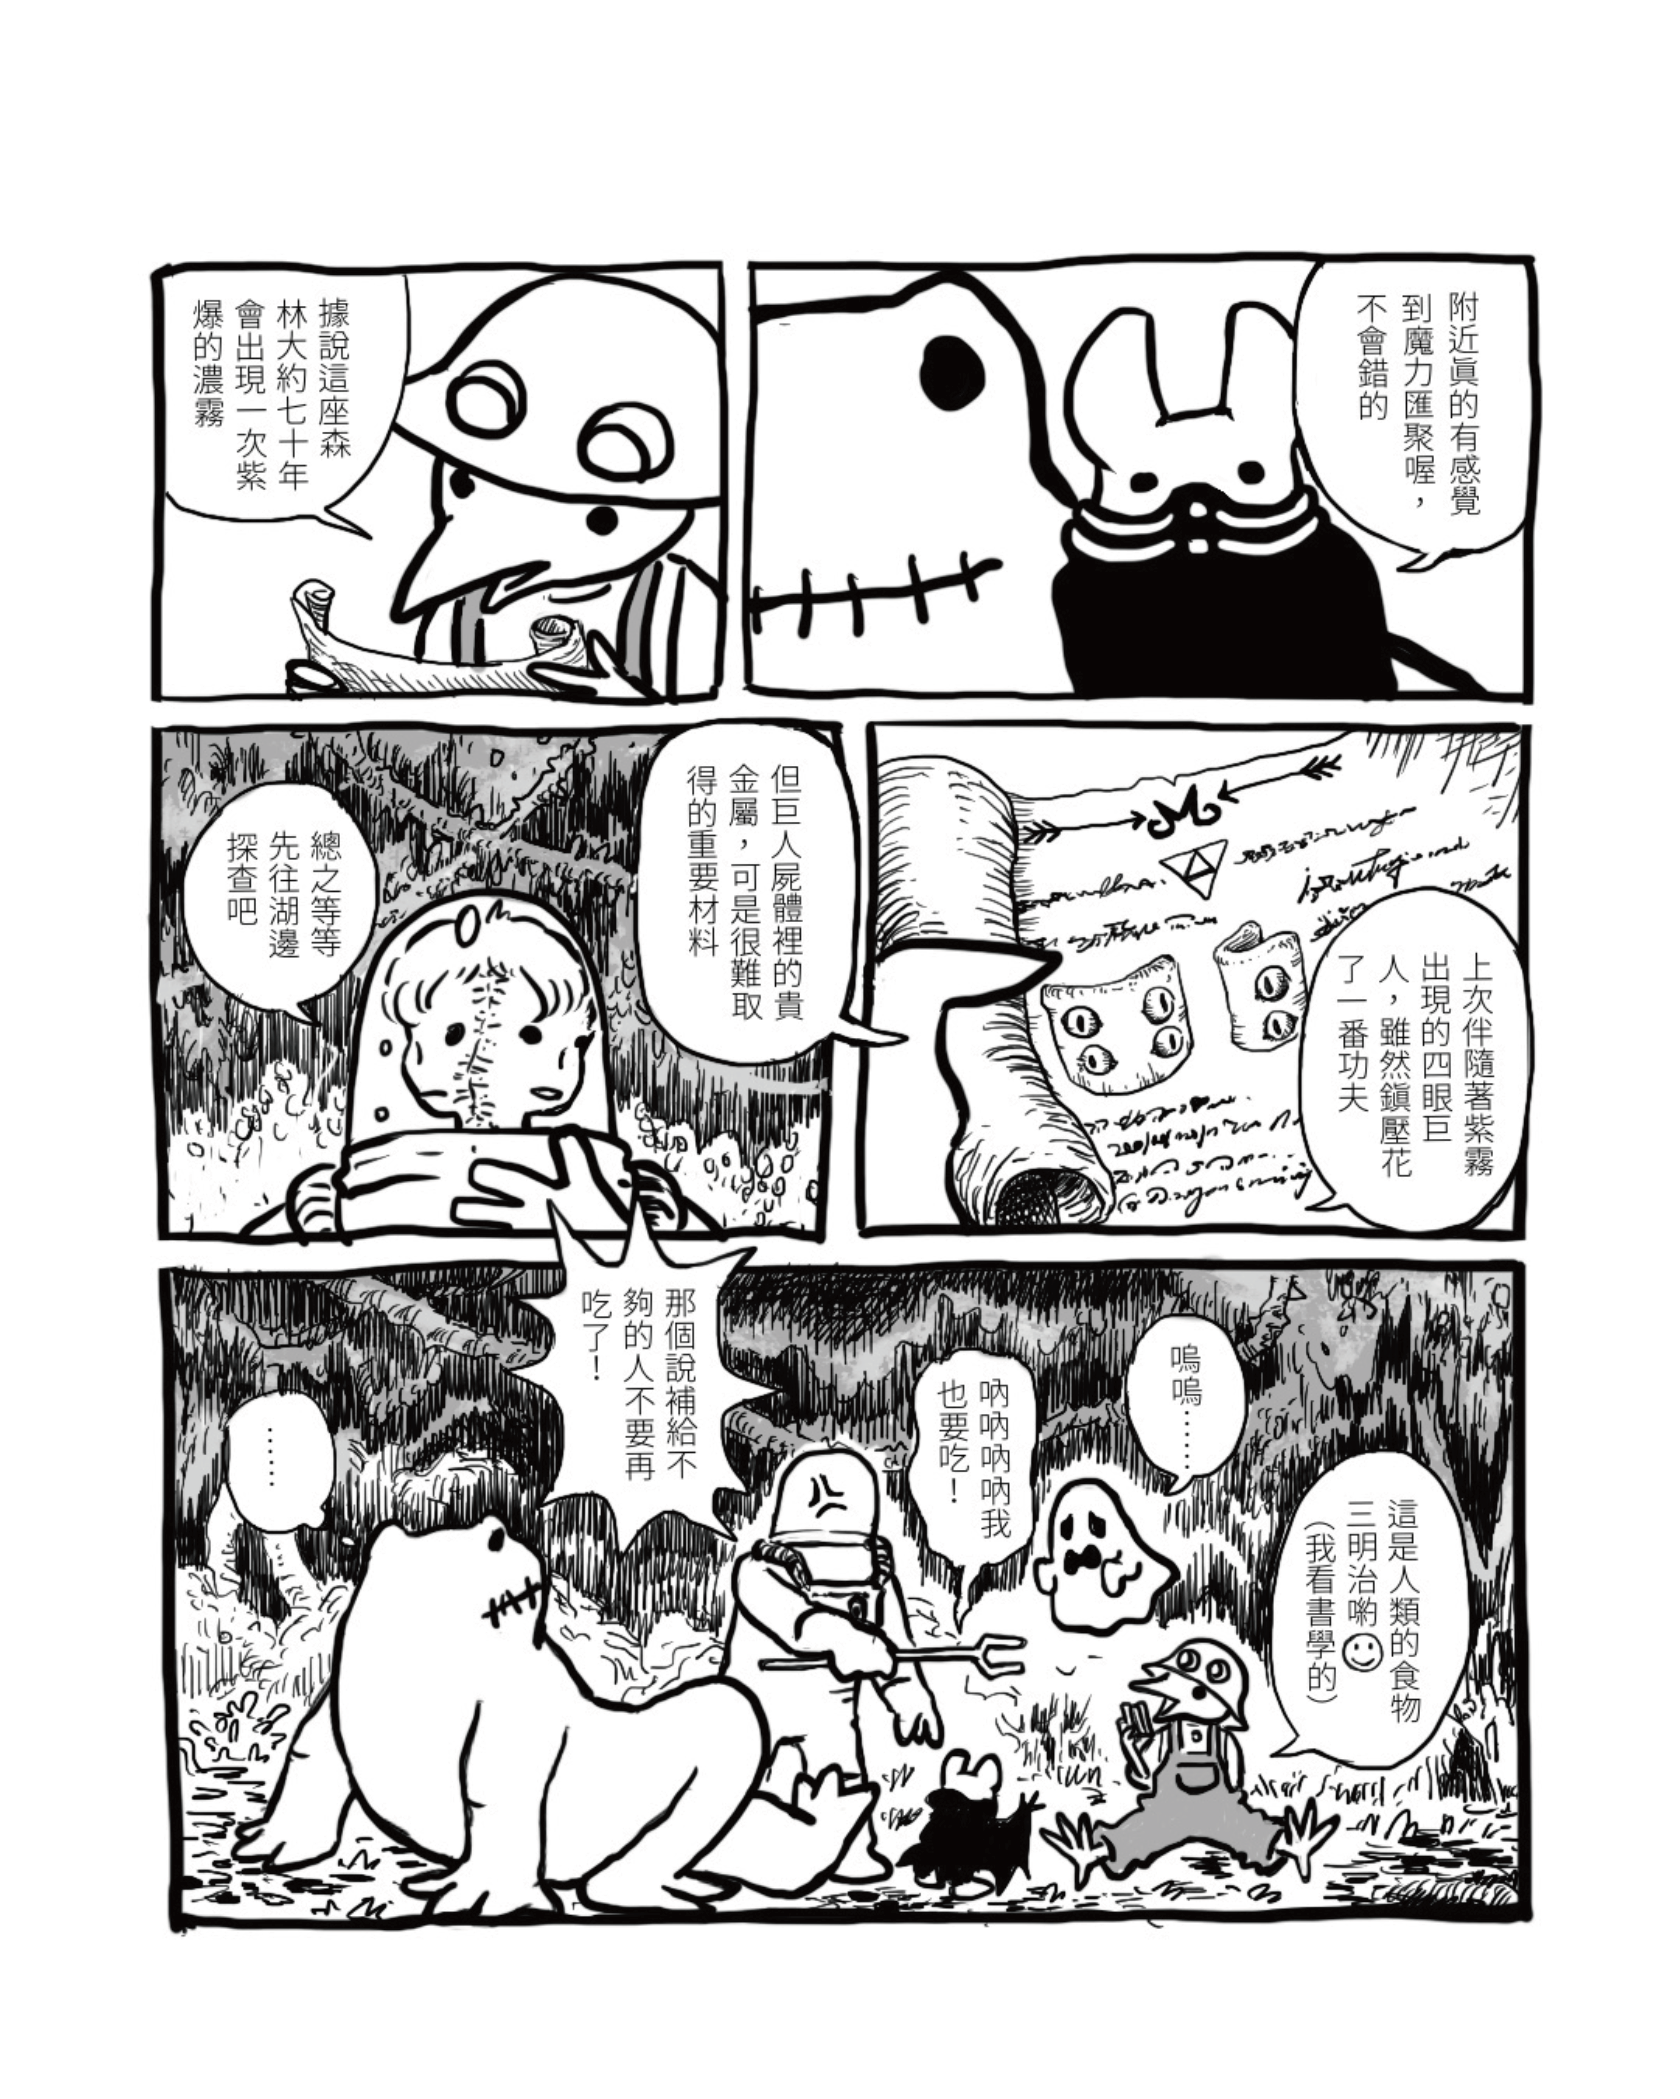 附近真的有感覺
到魔力匯聚喔，
不會錯的
據說這座森
林大約七十年
會出現一次紫
爆的濃霧
上次伴隨著紫霧
出現的四眼巨
人，雖然鎮壓花
了一番功夫
但巨人屍體裡的貴
金屬，可是很難取
得的重要材料
總之等等
先往湖邊
探查吧
這是人類的食物
三明治喲☺
（我看書學的）
嗚嗚……
吶吶吶吶吶我
也要吃！
那個說補給不
夠的人不要再
吃了！
……